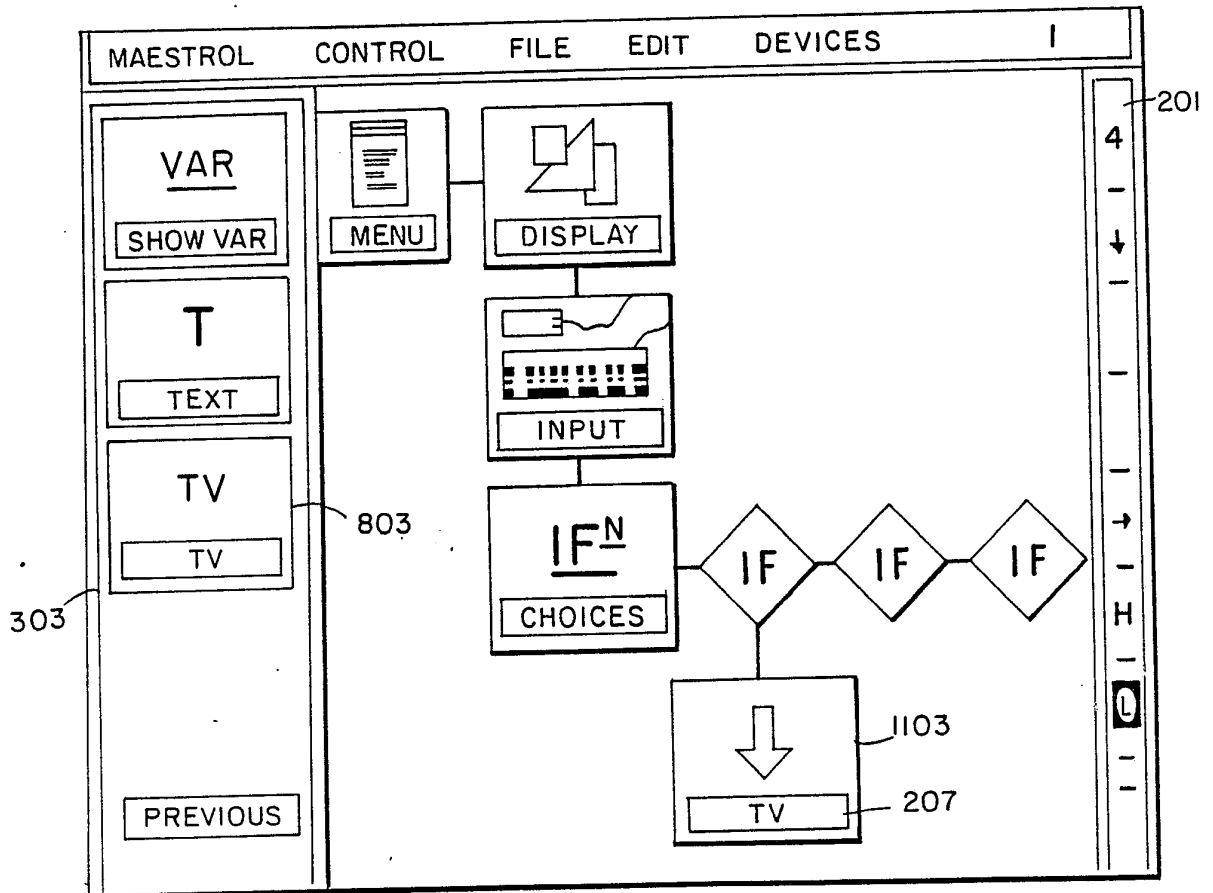 MAESTROL CONTROL FILE EDIT DEVICES I
201
4
VAR
SHOW VAR
MENU
DISPLAY
T
TEXT
INPUT
TV
TV
803
303
IFN
CHOICES
IF IF IF
H
L
1103
TV
207
PREVIOUS